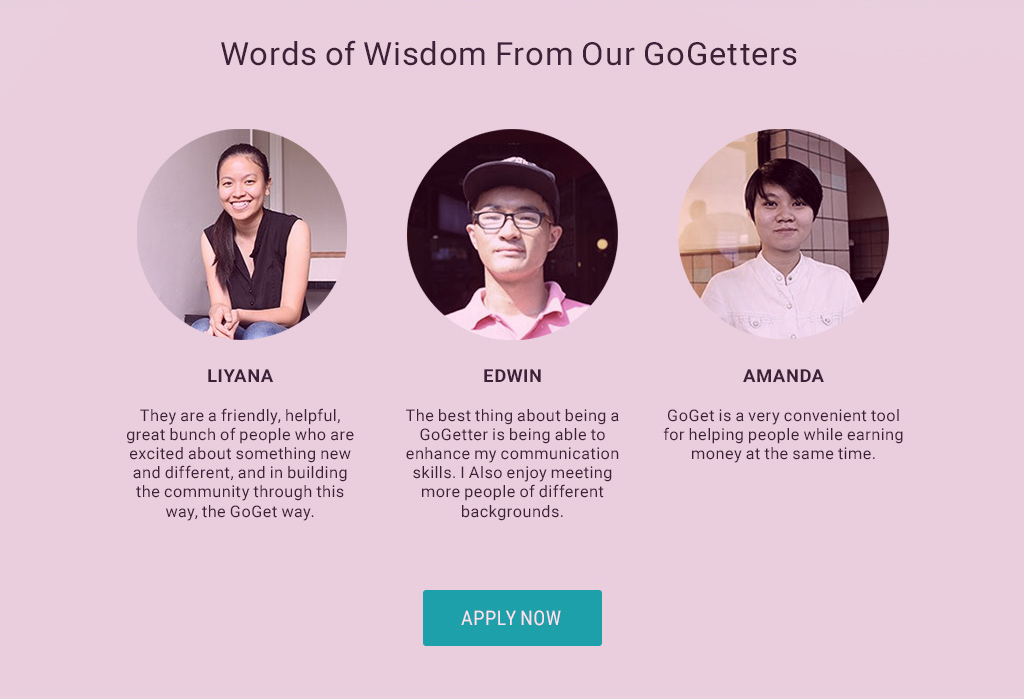 Words of Wisdom From Our GoGetters
LIYANA
They are a friendly, helpful,
great bunch of people who are
excited about something new
and different, and in building
the community through this
way, the GoGet way.
EDWIN
The best thing about being a
GoGetter is being able to
enhance my communication
skills. I Also enjoy meeting
more people of different
backgrounds.
AMANDA
GoGet is a very convenient tool
for helping people while earning
money at the same time.
APPLY NOW